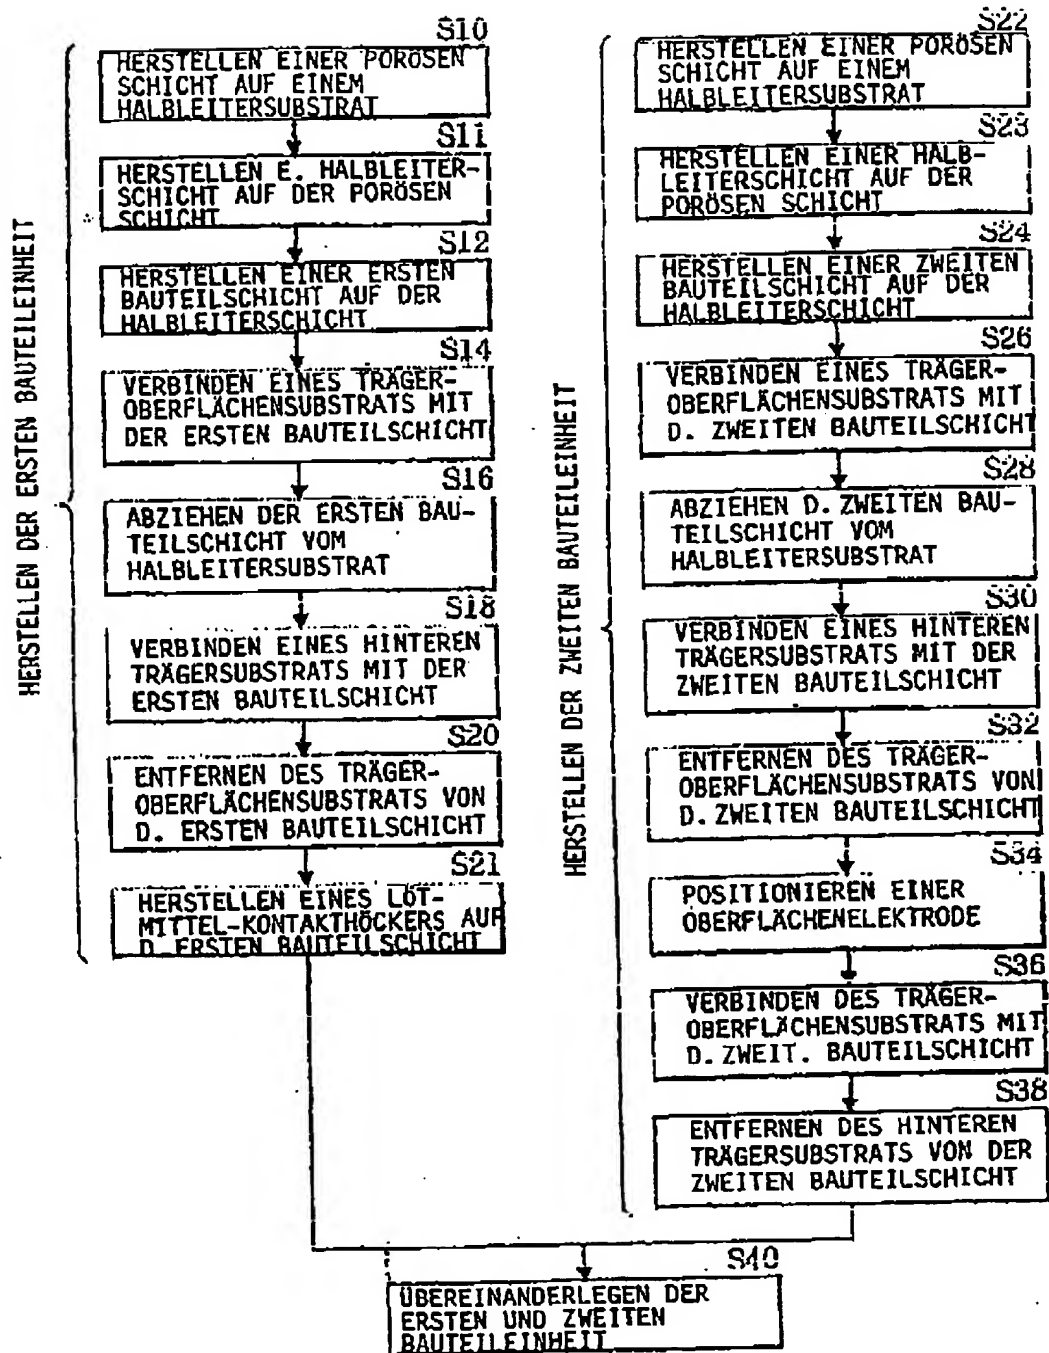 HERSTELLEN DER ERSTEN BAUTEILEINHEIT
S10
HERSTELLEN EINER PORÖSEN
SCHICHT AUF EINEM
HALBLEITERSUBSTRAT
S11
HERSTELLEN E. HALBLEITER-
SCHICHT AUF DER PORÖSEN
SCHICHT
S12
HERSTELLEN EINER ERSTEN
BAUTEILSCHICHT AUF DER
HALBLEITERSCHICHT
S14
VERBINDEN EINES TRÄGER-
OBERFLÄCHENSUBSTRATS MIT
DER ERSTEN BAUTEILSCHICHT
S16
ABZIEHEN DER ERSTEN BAU-
TEILSCHICHT VOM
HALBLEITERSUBSTRAT
S18
VERBINDEN EINES HINTEREN
TRÄGERSUBSTRATS MIT DER
ERSTEN BAUTEILSCHICHT
S20
ENTFERNEN DES TRÄGER-
OBERFLÄCHENSUBSTRATS VON
D. ERSTEN BAUTEILSCHICHT
S21
HERSTELLEN EINES LÖT-
MITTEL-KONTAKTHÖCKERS AUF
D. ERSTEN BAUTEILSCHICHT
HERSTELLEN DER ZWEITEN BAUTEILEINHEIT
S22
HERSTELLEN EINER PORÖSEN
SCHICHT AUF EINEM
HALBLEITERSUBSTRAT
S23
HERSTELLEN EINER HALB-
LEITERSCHICHT AUF DER
PORÖSEN SCHICHT
S24
HERSTELLEN EINER ZWEITEN
BAUTEILSCHICHT AUF DER
HALBLEITERSCHICHT
S26
VERBINDEN EINES TRÄGER-
OBERFLÄCHENSUBSTRATS MIT
D. ZWEITEN BAUTEILSCHICHT
S28
ABZIEHEN D. ZWEITEN BAU-
TEILSCHICHT VOM
HALBLEITERSUBSTRAT
S30
VERBINDEN EINES HINTEREN
TRÄGERSUBSTRATS MIT DER
ZWEITEN BAUTEILSCHICHT
S32
ENTFERNEN DES TRÄGER-
OBERFLÄCHENSUBSTRATS VON
D. ZWEITEN BAUTEILSCHICHT
S34
POSITIONIEREN EINER
OBERFLÄCHENELEKTRODE
S36
VERBINDEN DES TRÄGER-
OBERFLÄCHENSUBSTRATS MIT
D. ZWEIT. BAUTEILSCHICHT
S38
ENTFERNEN DES HINTEREN
TRÄGERSUBSTRATS VON DER
ZWEITEN BAUTEILSCHICHT
S40
ÜBEREINANDERLEGEN DER
ERSTEN UND ZWEITEN
BAUTEILEINHEIT